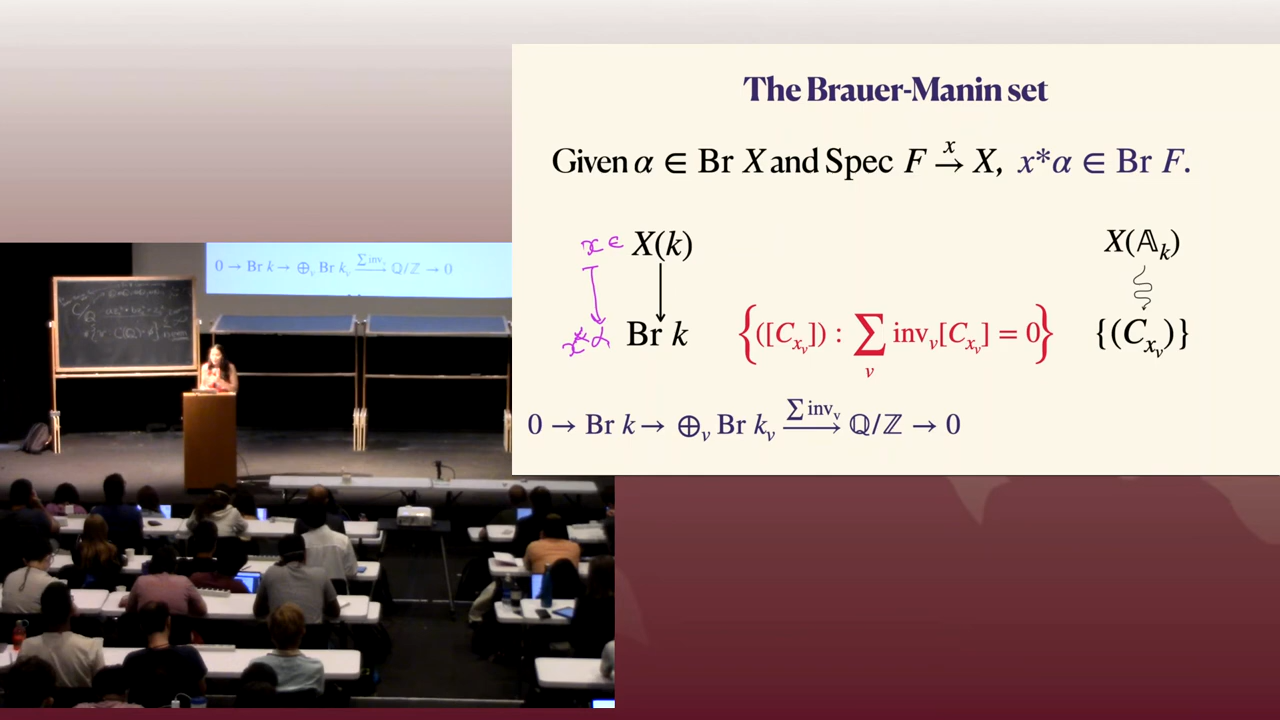 The Brauer-Manin set
Given α ∈ Br X and Spec F →^x X, x*α ∈ Br F.
x ∈ X(k)
X(𝔸_k)
x*α Br k
{([C_{x_v}]) : ∑_v inv_v[C_{x_v}] = 0}
{(C_{x_v})}
0 → Br k → ⊕_v Br k_v →^{∑ inv_v} ℚ/ℤ → 0
0 → Br k → ⊕_v Br k_v →^{∑ inv_v} ℚ/ℤ → 0